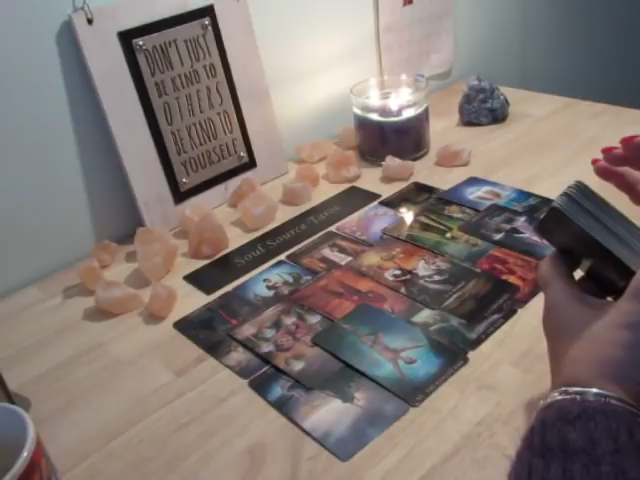 DON'T JUST
BE KIND TO
OTHERS
BE KIND TO
YOURSELF
Soul Source Tarot